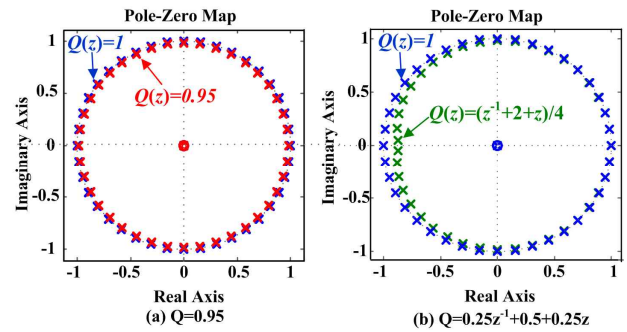 Pole-Zero Map
Q(z)=1
Q(z)=0.95
Imaginary Axis
1
0.5
0
-0.5
-1
-1 -0.5 0 0.5 1
Real Axis
(a) Q=0.95
Pole-Zero Map
Q(z)=1
Q(z)=(z⁻¹+2+z)/4
Imaginary Axis
1
0.5
0
-0.5
-1
-1 -0.5 0 0.5 1
Real Axis
(b) Q=0.25z⁻¹+0.5+0.25z